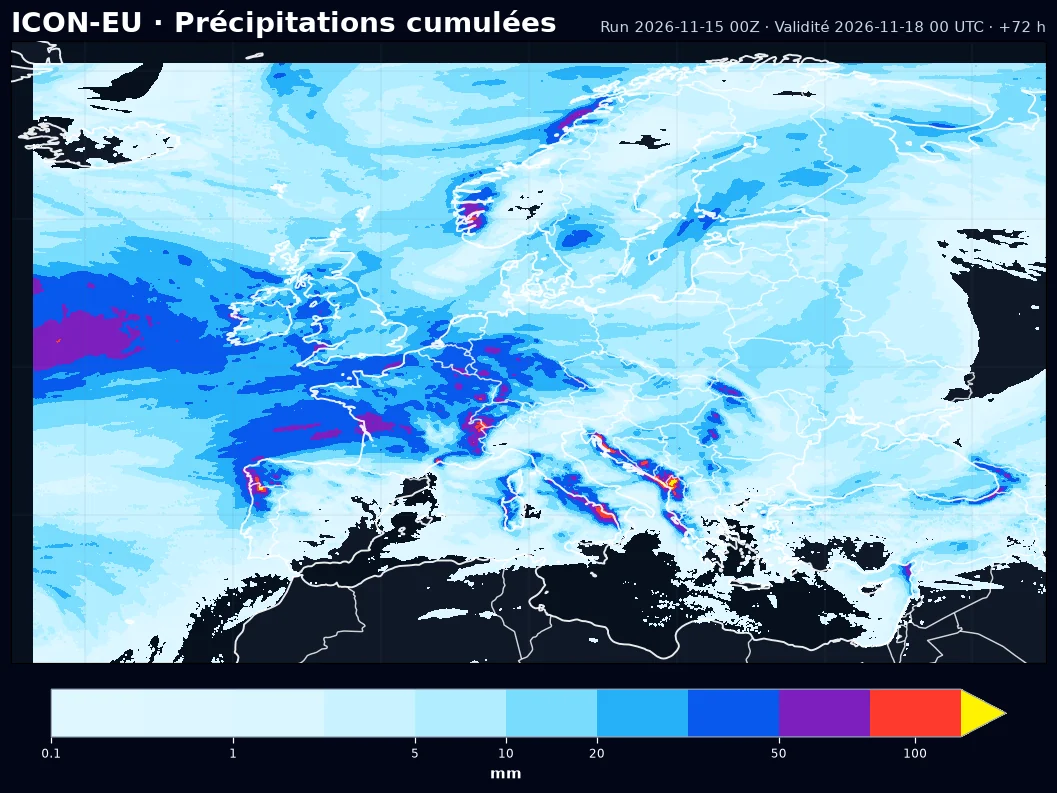 ICON-EU · Précipitations cumulées
Run 2026-11-15 00Z · Validité 2026-11-18 00 UTC · +72 h
0.1 1 5 10 20 50 100
mm